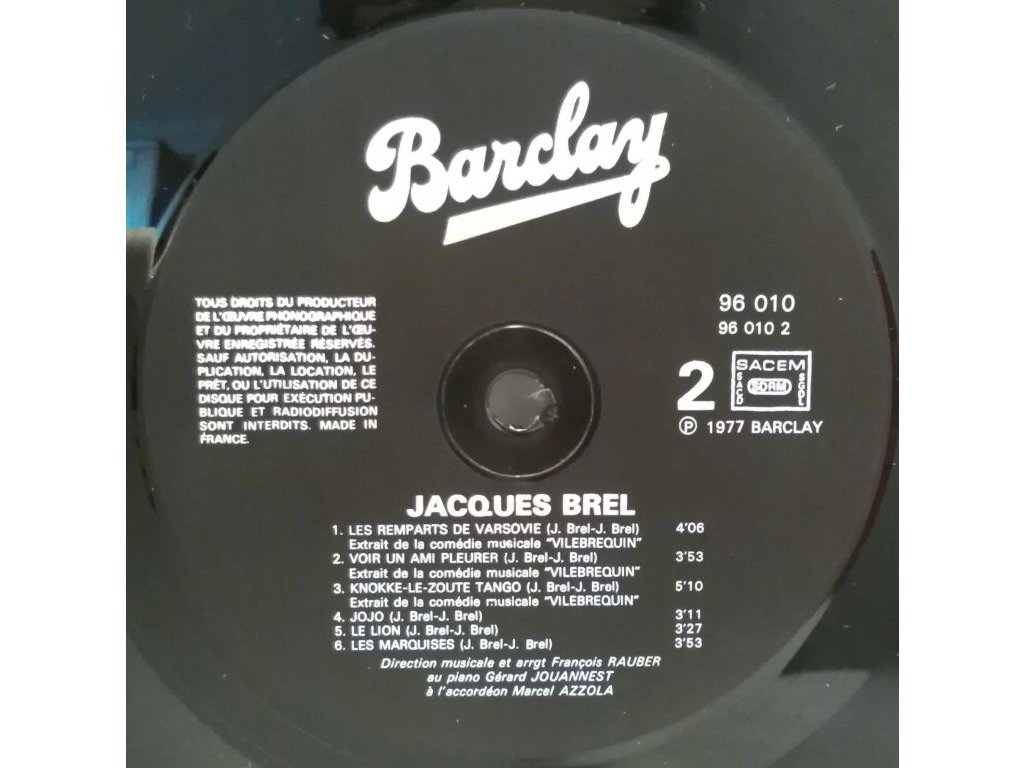 Barclay
TOUS DROITS DU PRODUCTEUR
DE L'ŒUVRE PHONOGRAPHIQUE
ET DU PROPRIÉTAIRE DE L'ŒU-
VRE ENREGISTRÉE RÉSERVÉS.
SAUF AUTORISATION, LA DU-
PLICATION, LA LOCATION, LE
PRÊT, OU L'UTILISATION DE CE
DISQUE POUR EXÉCUTION PU-
BLIQUE ET RADIODIFFUSION
SONT INTERDITS. MADE IN
FRANCE.
96 010
96 010 2
2
SACEM
SACD
SDRM
SGDL
℗ 1977 BARCLAY
JACQUES BREL
1. LES REMPARTS DE VARSOVIE (J. Brel-J. Brel) 4'06
Extrait de la comédie musicale "VILEBREQUIN"
2. VOIR UN AMI PLEURER (J. Brel-J. Brel) 3'53
Extrait de la comédie musicale "VILEBREQUIN"
3. KNOKKE-LE-ZOUTE TANGO (J. Brel-J. Brel) 5'10
Extrait de la comédie musicale "VILEBREQUIN"
4. JOJO (J. Brel-J. Brel) 3'11
5. LE LION (J. Brel-J. Brel) 3'27
6. LES MARQUISES (J. Brel-J. Brel) 3'53
Direction musicale et arrgt François RAUBER
au piano Gérard JOUANNEST
à l'accordéon Marcel AZZOLA